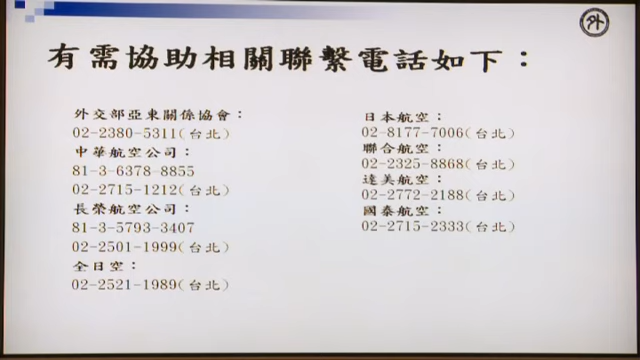 外
有需協助相關聯繫電話如下：
外交部亞東關係協會：
02-2380-5311(台北)
中華航空公司：
81-3-6378-8855
02-2715-1212(台北)
長榮航空公司：
81-3-5793-3407
02-2501-1999(台北)
全日空：
02-2521-1989(台北)
日本航空：
02-8177-7006(台北)
聯合航空：
02-2325-8868(台北)
達美航空：
02-2772-2188(台北)
國泰航空：
02-2715-2333(台北)